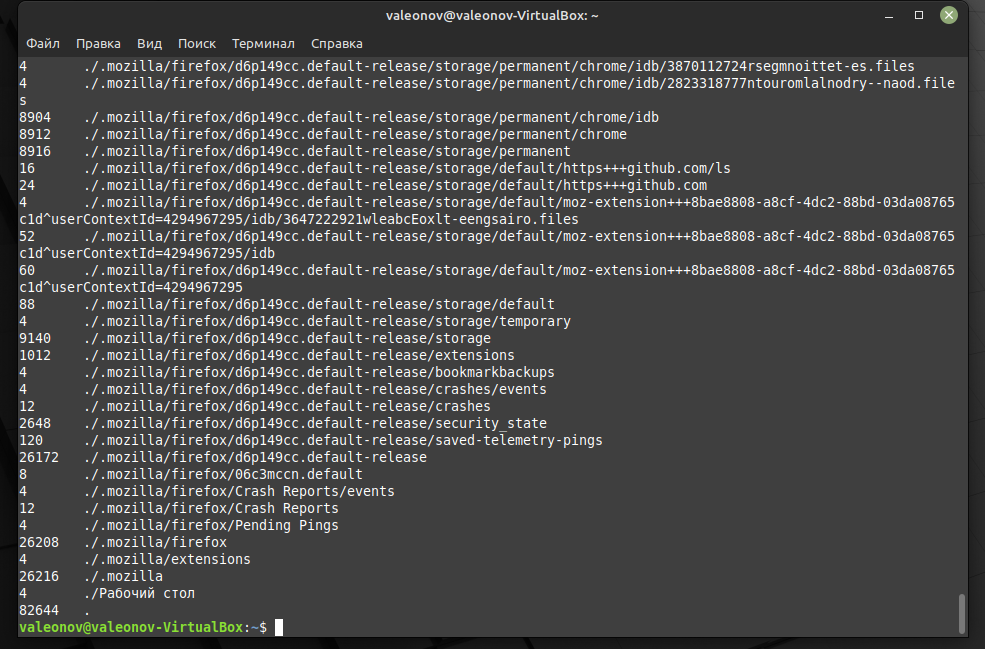 valeonov@valeonov-VirtualBox: ~
Файл Правка Вид Поиск Терминал Справка
4 ./.mozilla/firefox/d6p149cc.default-release/storage/permanent/chrome/idb/3870112724rsegmnoittet-es.files
4 ./.mozilla/firefox/d6p149cc.default-release/storage/permanent/chrome/idb/2823318777ntouromlalnodry--naod.file
s
8904 ./.mozilla/firefox/d6p149cc.default-release/storage/permanent/chrome/idb
8912 ./.mozilla/firefox/d6p149cc.default-release/storage/permanent/chrome
8916 ./.mozilla/firefox/d6p149cc.default-release/storage/permanent
16 ./.mozilla/firefox/d6p149cc.default-release/storage/default/https+++github.com/ls
24 ./.mozilla/firefox/d6p149cc.default-release/storage/default/https+++github.com
4 ./.mozilla/firefox/d6p149cc.default-release/storage/default/moz-extension+++8bae8808-a8cf-4dc2-88bd-03da08765
c1d^userContextId=4294967295/idb/3647222921wleabcEoxlt-eengsairo.files
52 ./.mozilla/firefox/d6p149cc.default-release/storage/default/moz-extension+++8bae8808-a8cf-4dc2-88bd-03da08765
c1d^userContextId=4294967295/idb
60 ./.mozilla/firefox/d6p149cc.default-release/storage/default/moz-extension+++8bae8808-a8cf-4dc2-88bd-03da08765
c1d^userContextId=4294967295
88 ./.mozilla/firefox/d6p149cc.default-release/storage/default
4 ./.mozilla/firefox/d6p149cc.default-release/storage/temporary
9140 ./.mozilla/firefox/d6p149cc.default-release/storage
1012 ./.mozilla/firefox/d6p149cc.default-release/extensions
4 ./.mozilla/firefox/d6p149cc.default-release/bookmarkbackups
4 ./.mozilla/firefox/d6p149cc.default-release/crashes/events
12 ./.mozilla/firefox/d6p149cc.default-release/crashes
2648 ./.mozilla/firefox/d6p149cc.default-release/security_state
120 ./.mozilla/firefox/d6p149cc.default-release/saved-telemetry-pings
26172 ./.mozilla/firefox/d6p149cc.default-release
8 ./.mozilla/firefox/06c3mccn.default
4 ./.mozilla/firefox/Crash Reports/events
12 ./.mozilla/firefox/Crash Reports
4 ./.mozilla/firefox/Pending Pings
26208 ./.mozilla/firefox
4 ./.mozilla/extensions
26216 ./.mozilla
4 ./Рабочий стол
82644 .
valeonov@valeonov-VirtualBox:~$